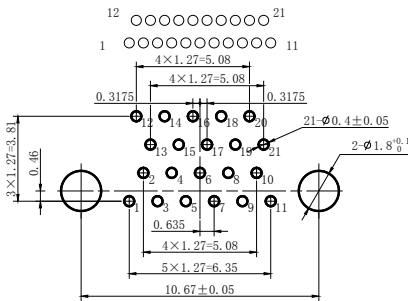 12 21
1 11
4×1.27=5.08
4×1.27=5.08
0.3175 0.3175
12 14 16 18 20
13 15 17 19 21
21-Ø0.4±0.05
2-Ø1.8
3×1.27=3.81
0.46
2 4 6 8 10
1 3 5 7 9 11
0.635
4×1.27=5.08
5×1.27=6.35
10.67±0.05